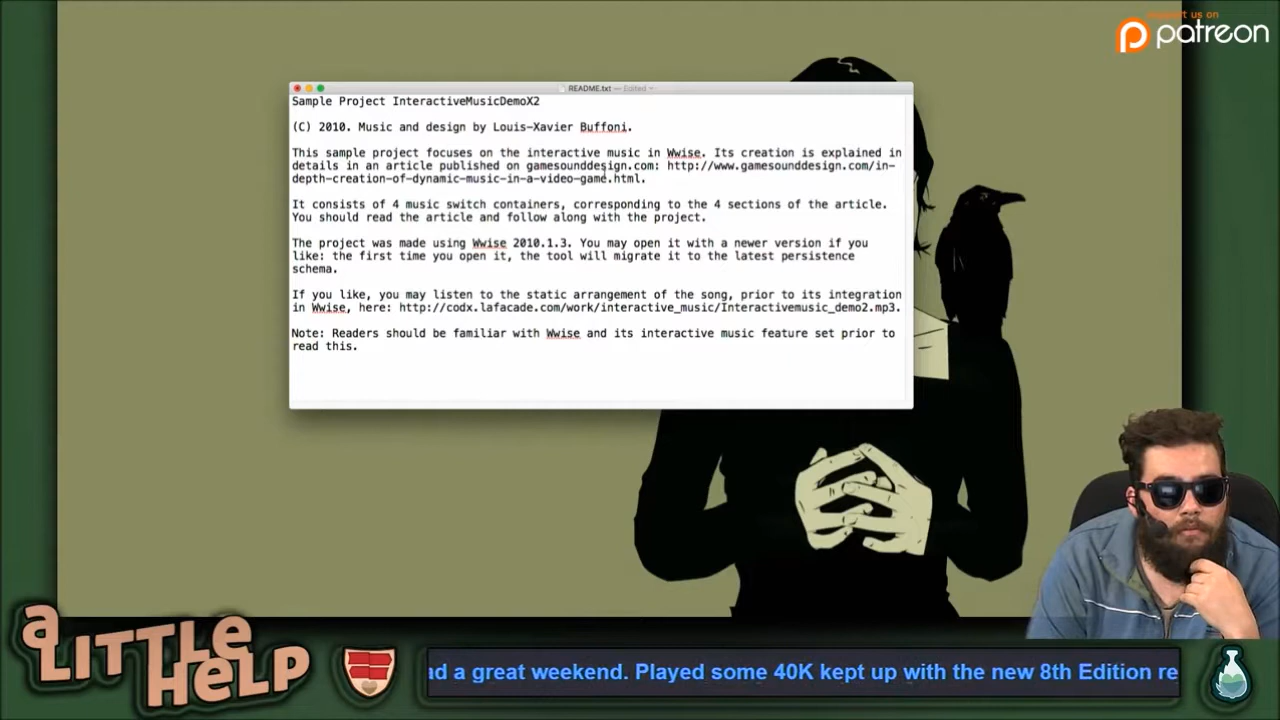 support us on
patreon
README.txt — Edited
Sample Project InteractiveMusicDemoX2
(C) 2010. Music and design by Louis-Xavier Buffoni.
This sample project focuses on the interactive music in Wwise. Its creation is explained in
details in an article published on gamesounddesign.com: http://www.gamesounddesign.com/in-
depth-creation-of-dynamic-music-in-a-video-game.html.
It consists of 4 music switch containers, corresponding to the 4 sections of the article.
You should read the article and follow along with the project.
The project was made using Wwise 2010.1.3. You may open it with a newer version if you
like: the first time you open it, the tool will migrate it to the latest persistence
schema.
If you like, you may listen to the static arrangement of the song, prior to its integration
in Wwise, here: http://codx.lafacade.com/work/interactive_music/Interactivemusic_demo2.mp3.
Note: Readers should be familiar with Wwise and its interactive music feature set prior to
read this.
a
LITTLE
HELP
a great weekend. Played some 40K kept up with the new 8th Edition